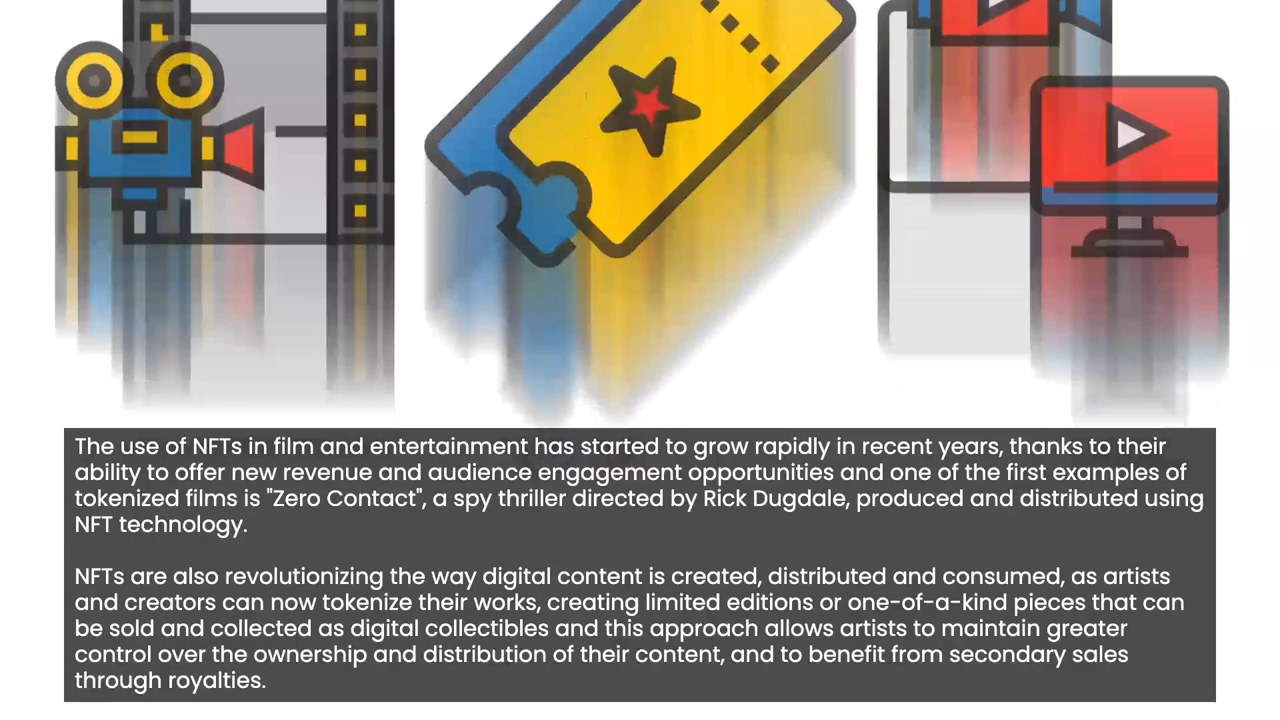 The use of NFTs in film and entertainment has started to grow rapidly in recent years, thanks to their
ability to offer new revenue and audience engagement opportunities and one of the first examples of
tokenized films is "Zero Contact", a spy thriller directed by Rick Dugdale, produced and distributed using
NFT technology.
NFTs are also revolutionizing the way digital content is created, distributed and consumed, as artists
and creators can now tokenize their works, creating limited editions or one-of-a-kind pieces that can
be sold and collected as digital collectibles and this approach allows artists to maintain greater
control over the ownership and distribution of their content, and to benefit from secondary sales
through royalties.